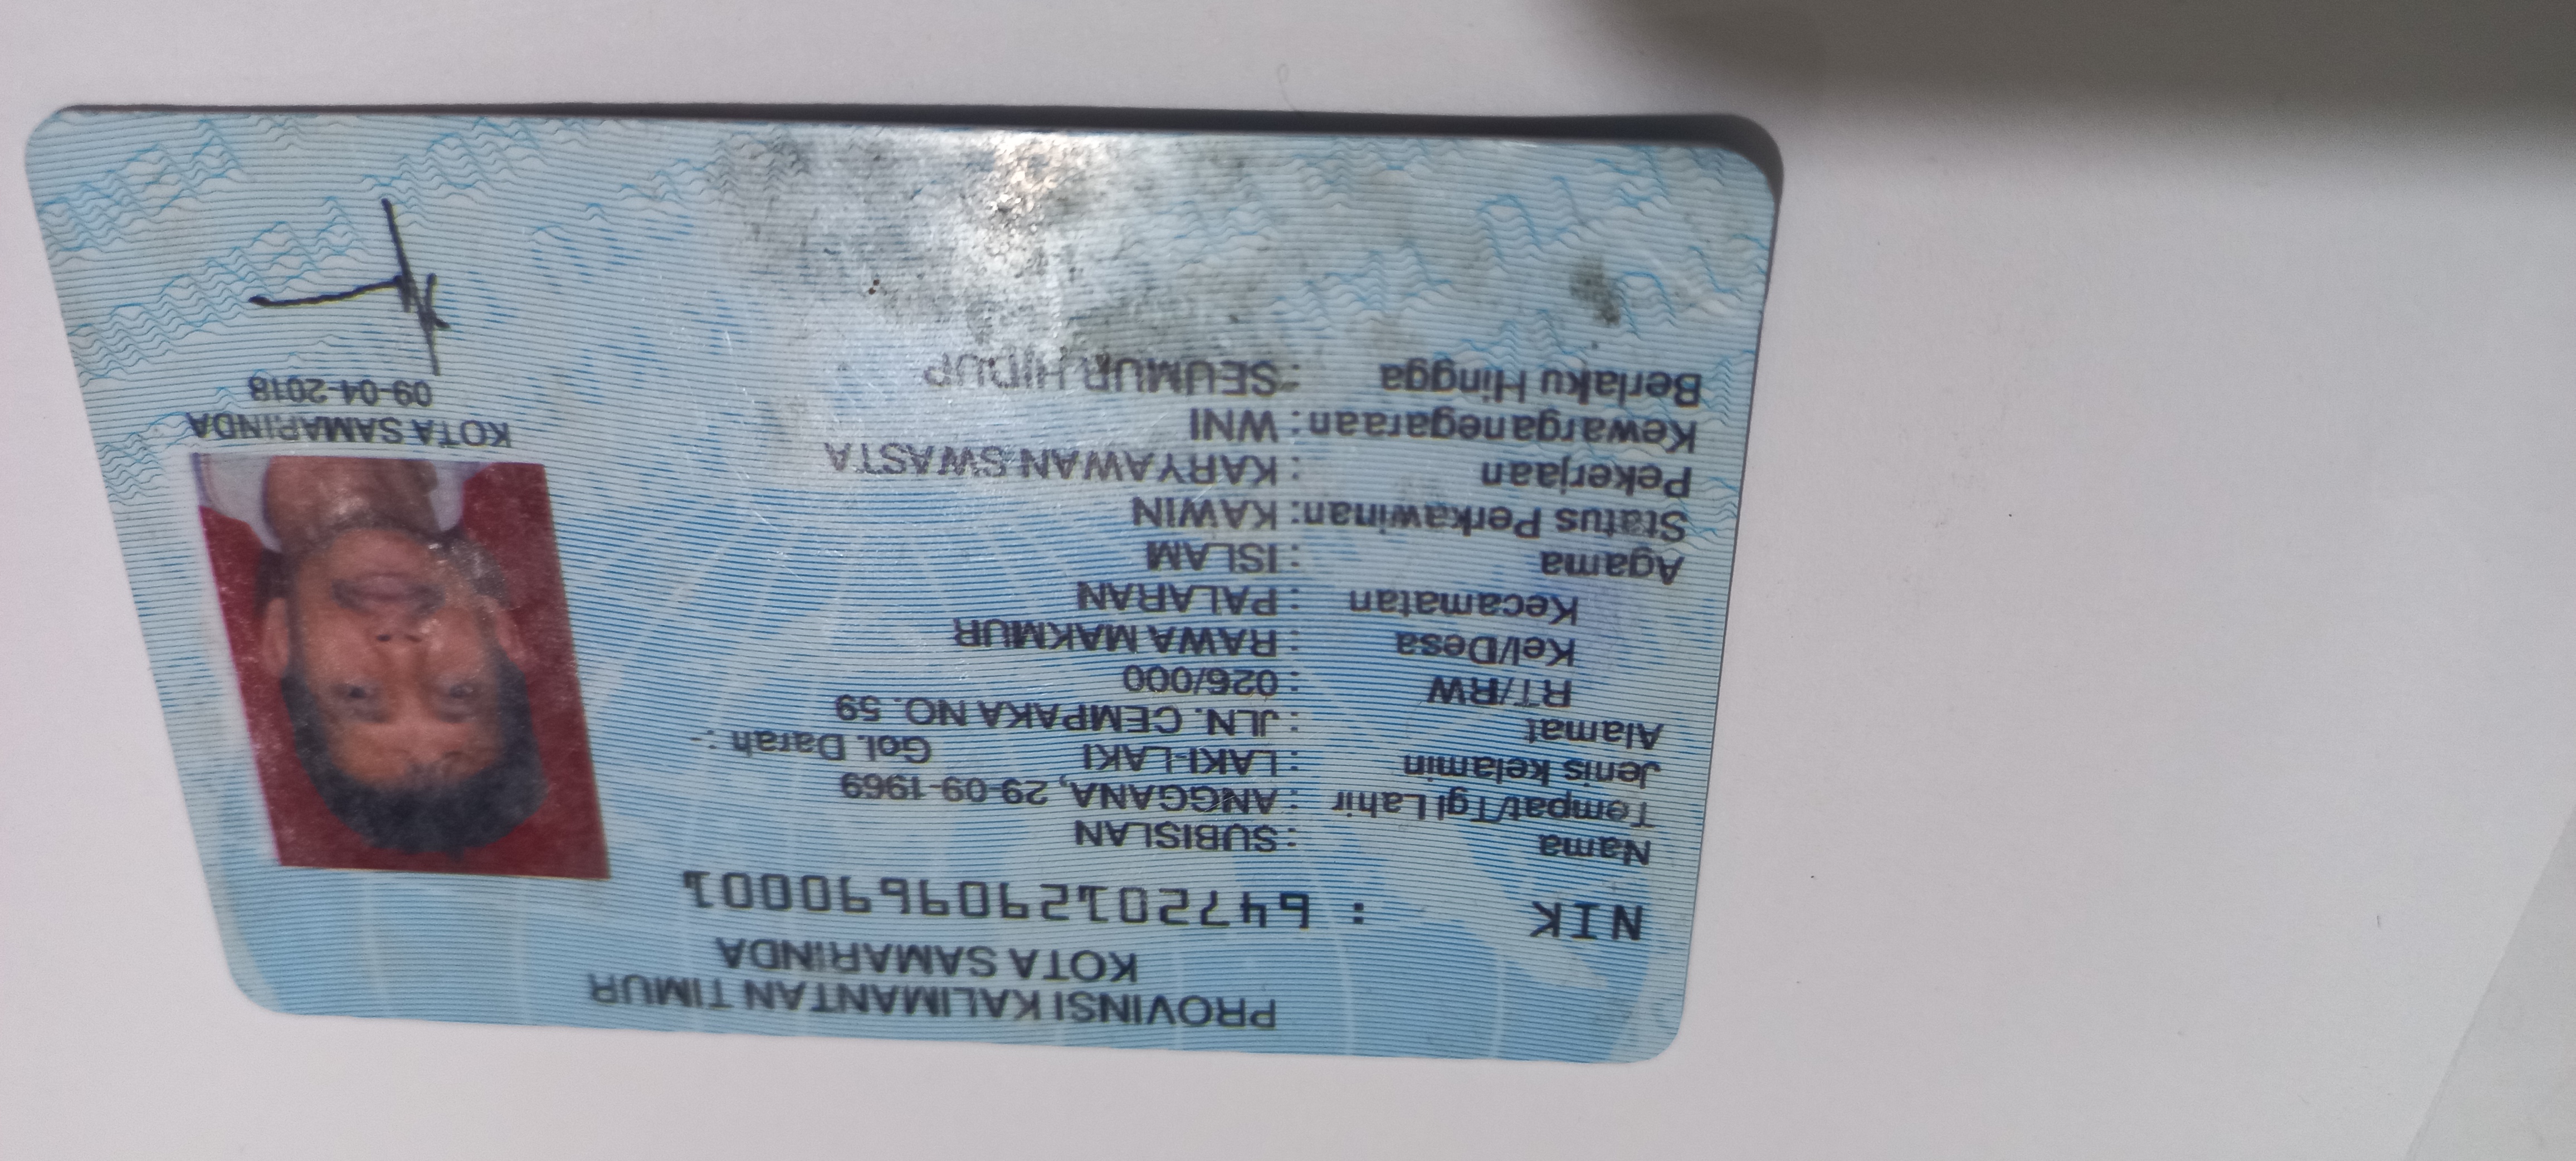 PROVINSI KALIMANTAN TIMUR
KOTA SAMARINDA
NIK : 6472012909690001
Nama : SUBISLAN
Tempat/Tgl Lahir : ANGGANA, 29-09-1969
Jenis kelamin : LAKI-LAKI Gol. Darah : -
Alamat : JLN. CEMPAKA NO. 59
RT/RW : 026/000
Kel/Desa : RAWA MAKMUR
Kecamatan : PALARAN
Agama : ISLAM
Status Perkawinan: KAWIN
Pekerjaan : KARYAWAN SWASTA
Kewarganegaraan: WNI
Berlaku Hingga : SEUMUR HIDUP
KOTA SAMARINDA
09-04-2018